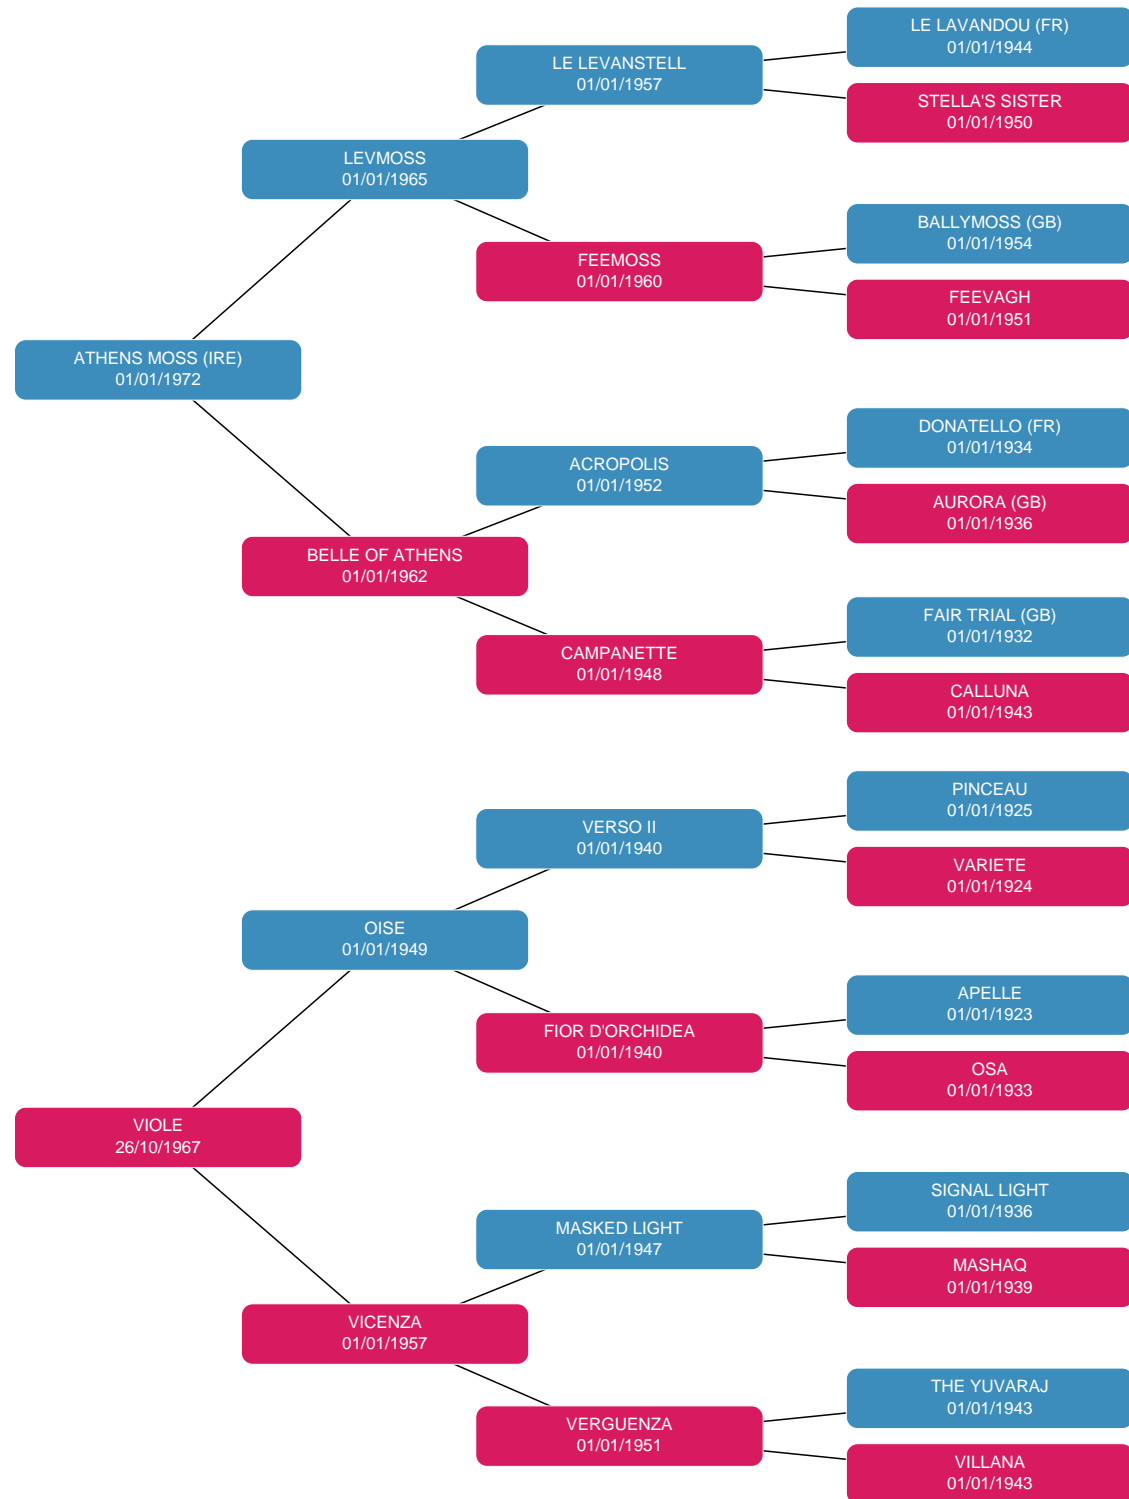 LE LAVANDOU (FR)
01/01/1944
LE LEVANSTELL
01/01/1957
STELLA'S SISTER
01/01/1950
LEVMOSS
01/01/1965
BALLYMOSS (GB)
01/01/1954
FEEMOSS
01/01/1960
FEEVAGH
01/01/1951
ATHENS MOSS (IRE)
01/01/1972
DONATELLO (FR)
01/01/1934
ACROPOLIS
01/01/1952
AURORA (GB)
01/01/1936
BELLE OF ATHENS
01/01/1962
FAIR TRIAL (GB)
01/01/1932
CAMPANETTE
01/01/1948
CALLUNA
01/01/1943
PINCEAU
01/01/1925
VERSO II
01/01/1940
VARIETE
01/01/1924
OISE
01/01/1949
APELLE
01/01/1923
FIOR D'ORCHIDEA
01/01/1940
OSA
01/01/1933
VIOLE
26/10/1967
SIGNAL LIGHT
01/01/1936
MASKED LIGHT
01/01/1947
MASHAQ
01/01/1939
VICENZA
01/01/1957
THE YUVARAJ
01/01/1943
VERGUENZA
01/01/1951
VILLANA
01/01/1943